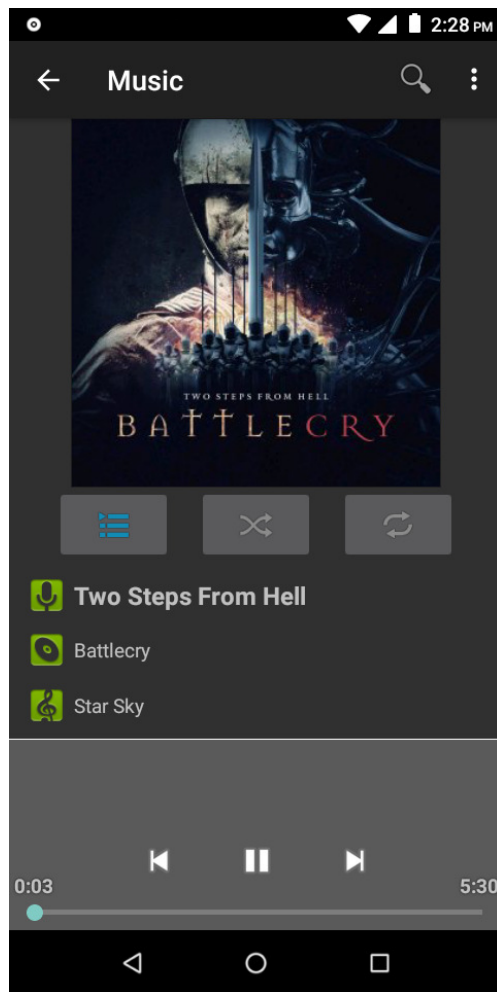 2:28 PM
Music
TWO STEPS FROM HELL
BATTLECRY
Two Steps From Hell
Battlecry
Star Sky
0:03
5:30